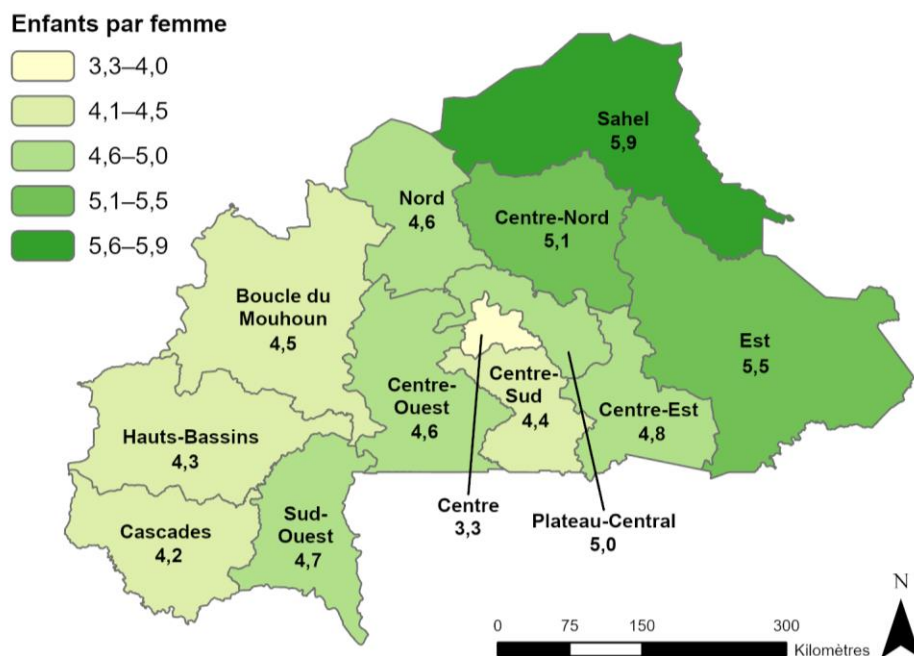 Enfants par femme
3,3–4,0
4,1–4,5
4,6–5,0
5,1–5,5
5,6–5,9
Sahel
5,9
Nord
4,6
Centre-Nord
5,1
Boucle du
Mouhoun
4,5
Est
5,5
Centre-
Ouest
4,6
Centre-
Sud
4,4
Centre-Est
4,8
Hauts-Bassins
4,3
Centre
3,3
Plateau-Central
5,0
Cascades
4,2
Sud-
Ouest
4,7
N
0 75 150 300
Kilomètres